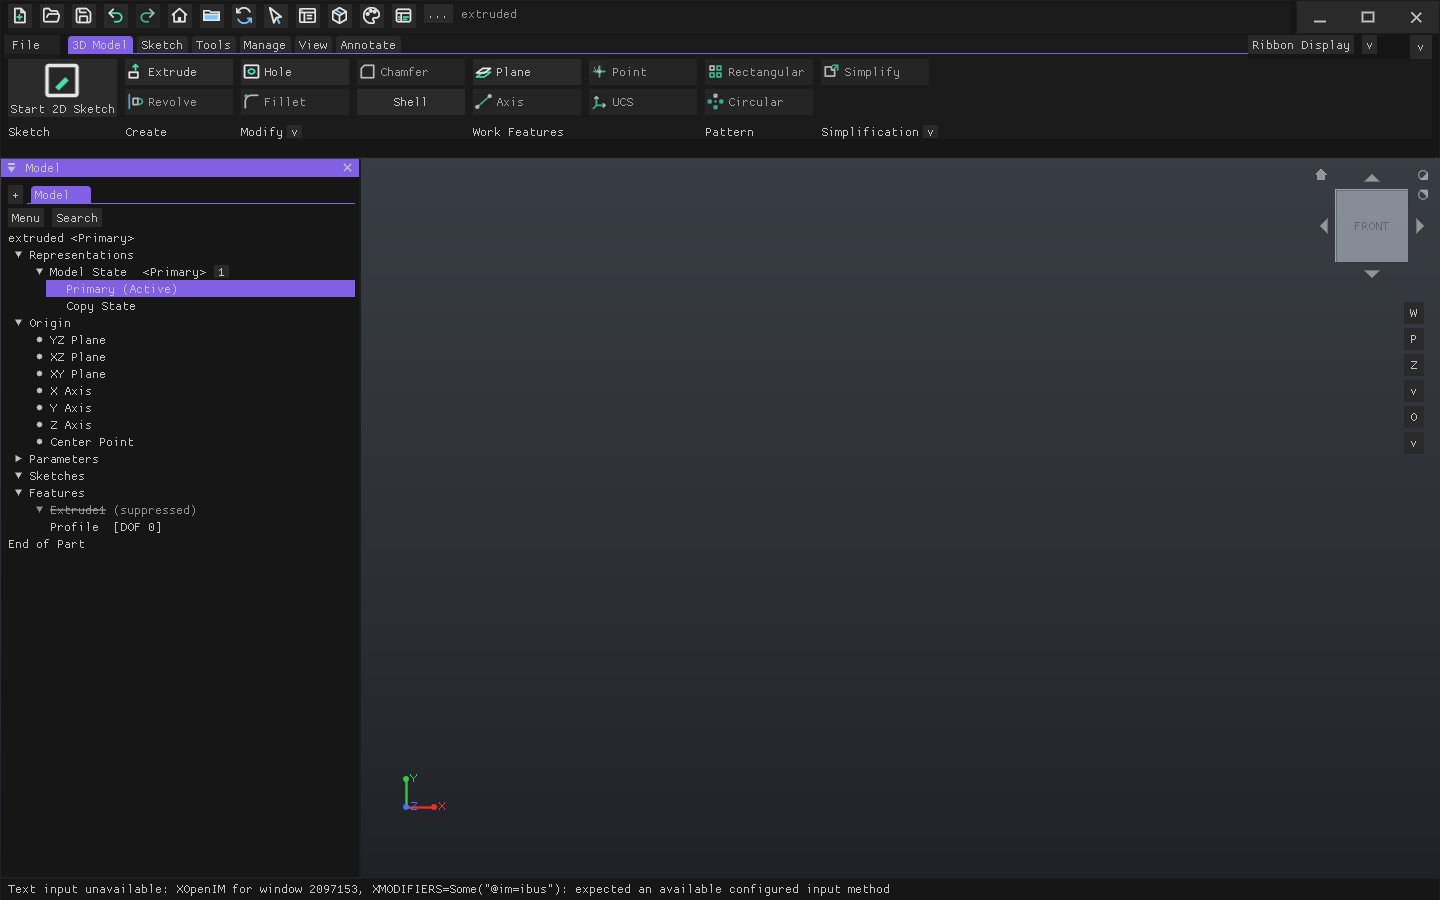 ... extruded
File 3D Model Sketch Tools Manage View Annotate Ribbon Display v v
Start 2D Sketch
Extrude Hole Chamfer Plane Point Rectangular Simplify
Revolve Fillet Shell Axis UCS Circular
Sketch Create Modify v Work Features Pattern Simplification v
Model
+ Model
Menu Search
extruded <Primary>
Representations
Model State <Primary> 1
Primary (Active)
Copy State
Origin
YZ Plane
XZ Plane
XY Plane
X Axis
Y Axis
Z Axis
Center Point
Parameters
Sketches
Features
Extrude1 (suppressed)
Profile [DOF 0]
End of Part
FRONT
W
P
Z
v
O
v
Y
Z X
Text input unavailable: XOpenIM for window 2097153, XMODIFIERS=Some("@im=ibus"): expected an available configured input method